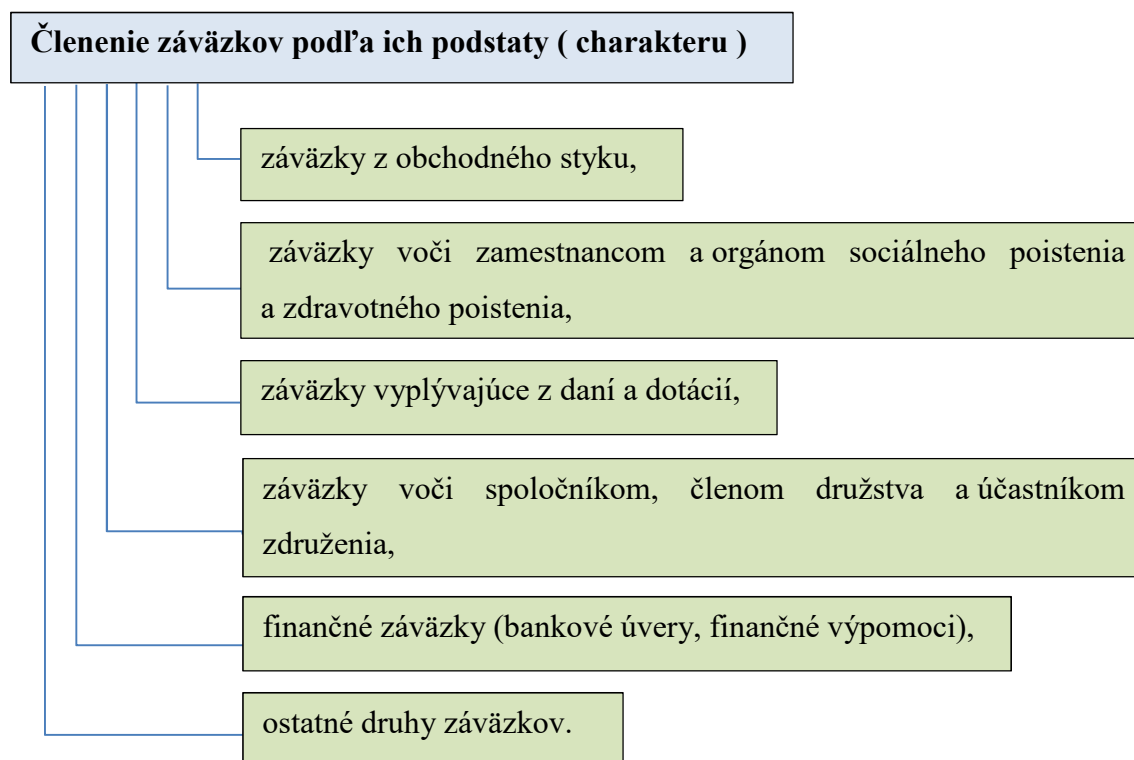 Členenie záväzkov podľa ich podstaty ( charakteru )
záväzky z obchodného styku,
záväzky voči zamestnancom a orgánom sociálneho poistenia
a zdravotného poistenia,
záväzky vyplývajúce z daní a dotácií,
záväzky voči spoločníkom, členom družstva a účastníkom
združenia,
finančné záväzky (bankové úvery, finančné výpomoci),
ostatné druhy záväzkov.